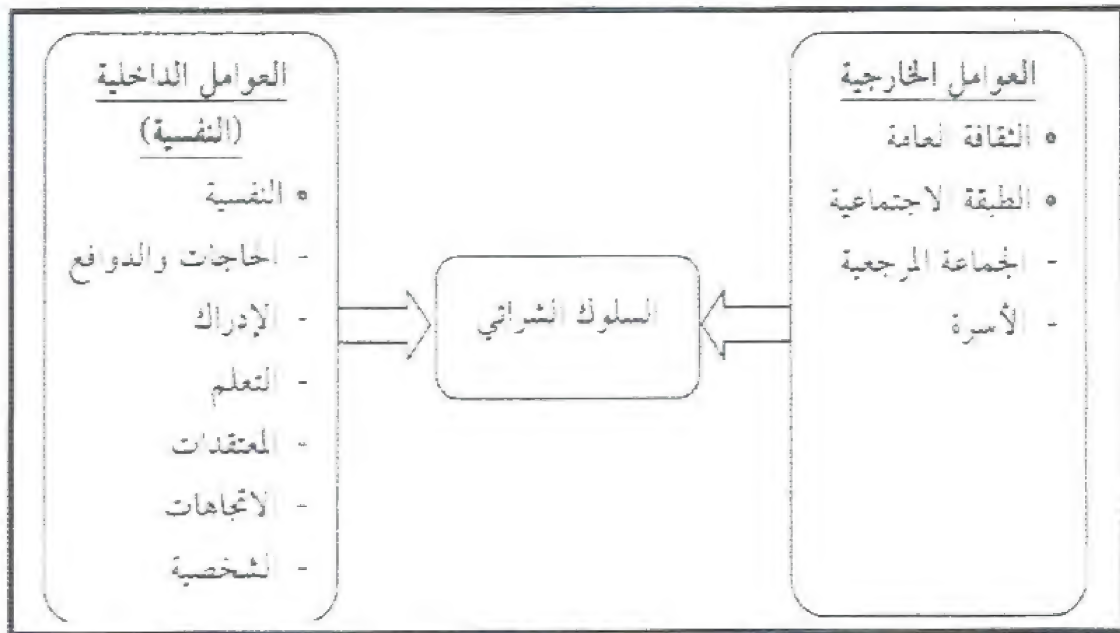 العوامل الخارجية
• الثقافة العامة
• الطبقة الاجتماعية
- الجماعة المرجعية
- الأسرة
السلوك الشرائي
العوامل الداخلية
(النفسية)
• النفسية
- الحاجات والدوافع
- الإدراك
- التعلم
- المعتقدات
- الاتجاهات
- الشخصية